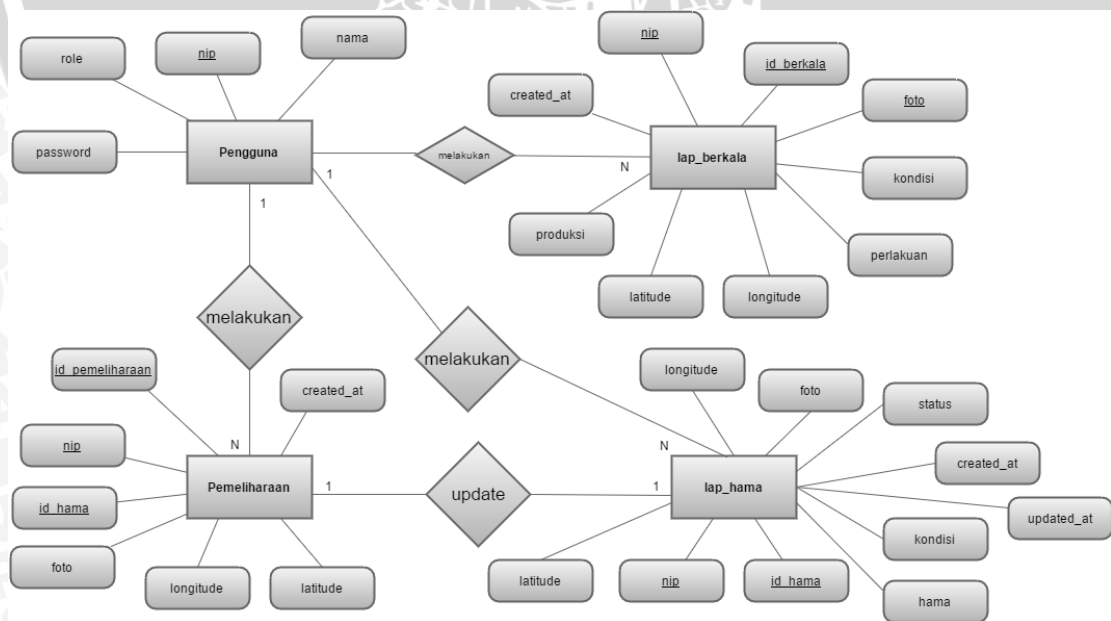 nama
nip
role
password
Pengguna
1
1
melakukan
N
nip
id_berkala
created_at
foto
lap_berkala
kondisi
produksi
perlakuan
latitude
longitude
melakukan
melakukan
id_pemeliharaan
created_at
nip
N
Pemeliharaan
1
id_hama
foto
longitude
latitude
update
longitude
foto
status
N
created_at
lap_hama
1
updated_at
kondisi
latitude
nip
id_hama
hama